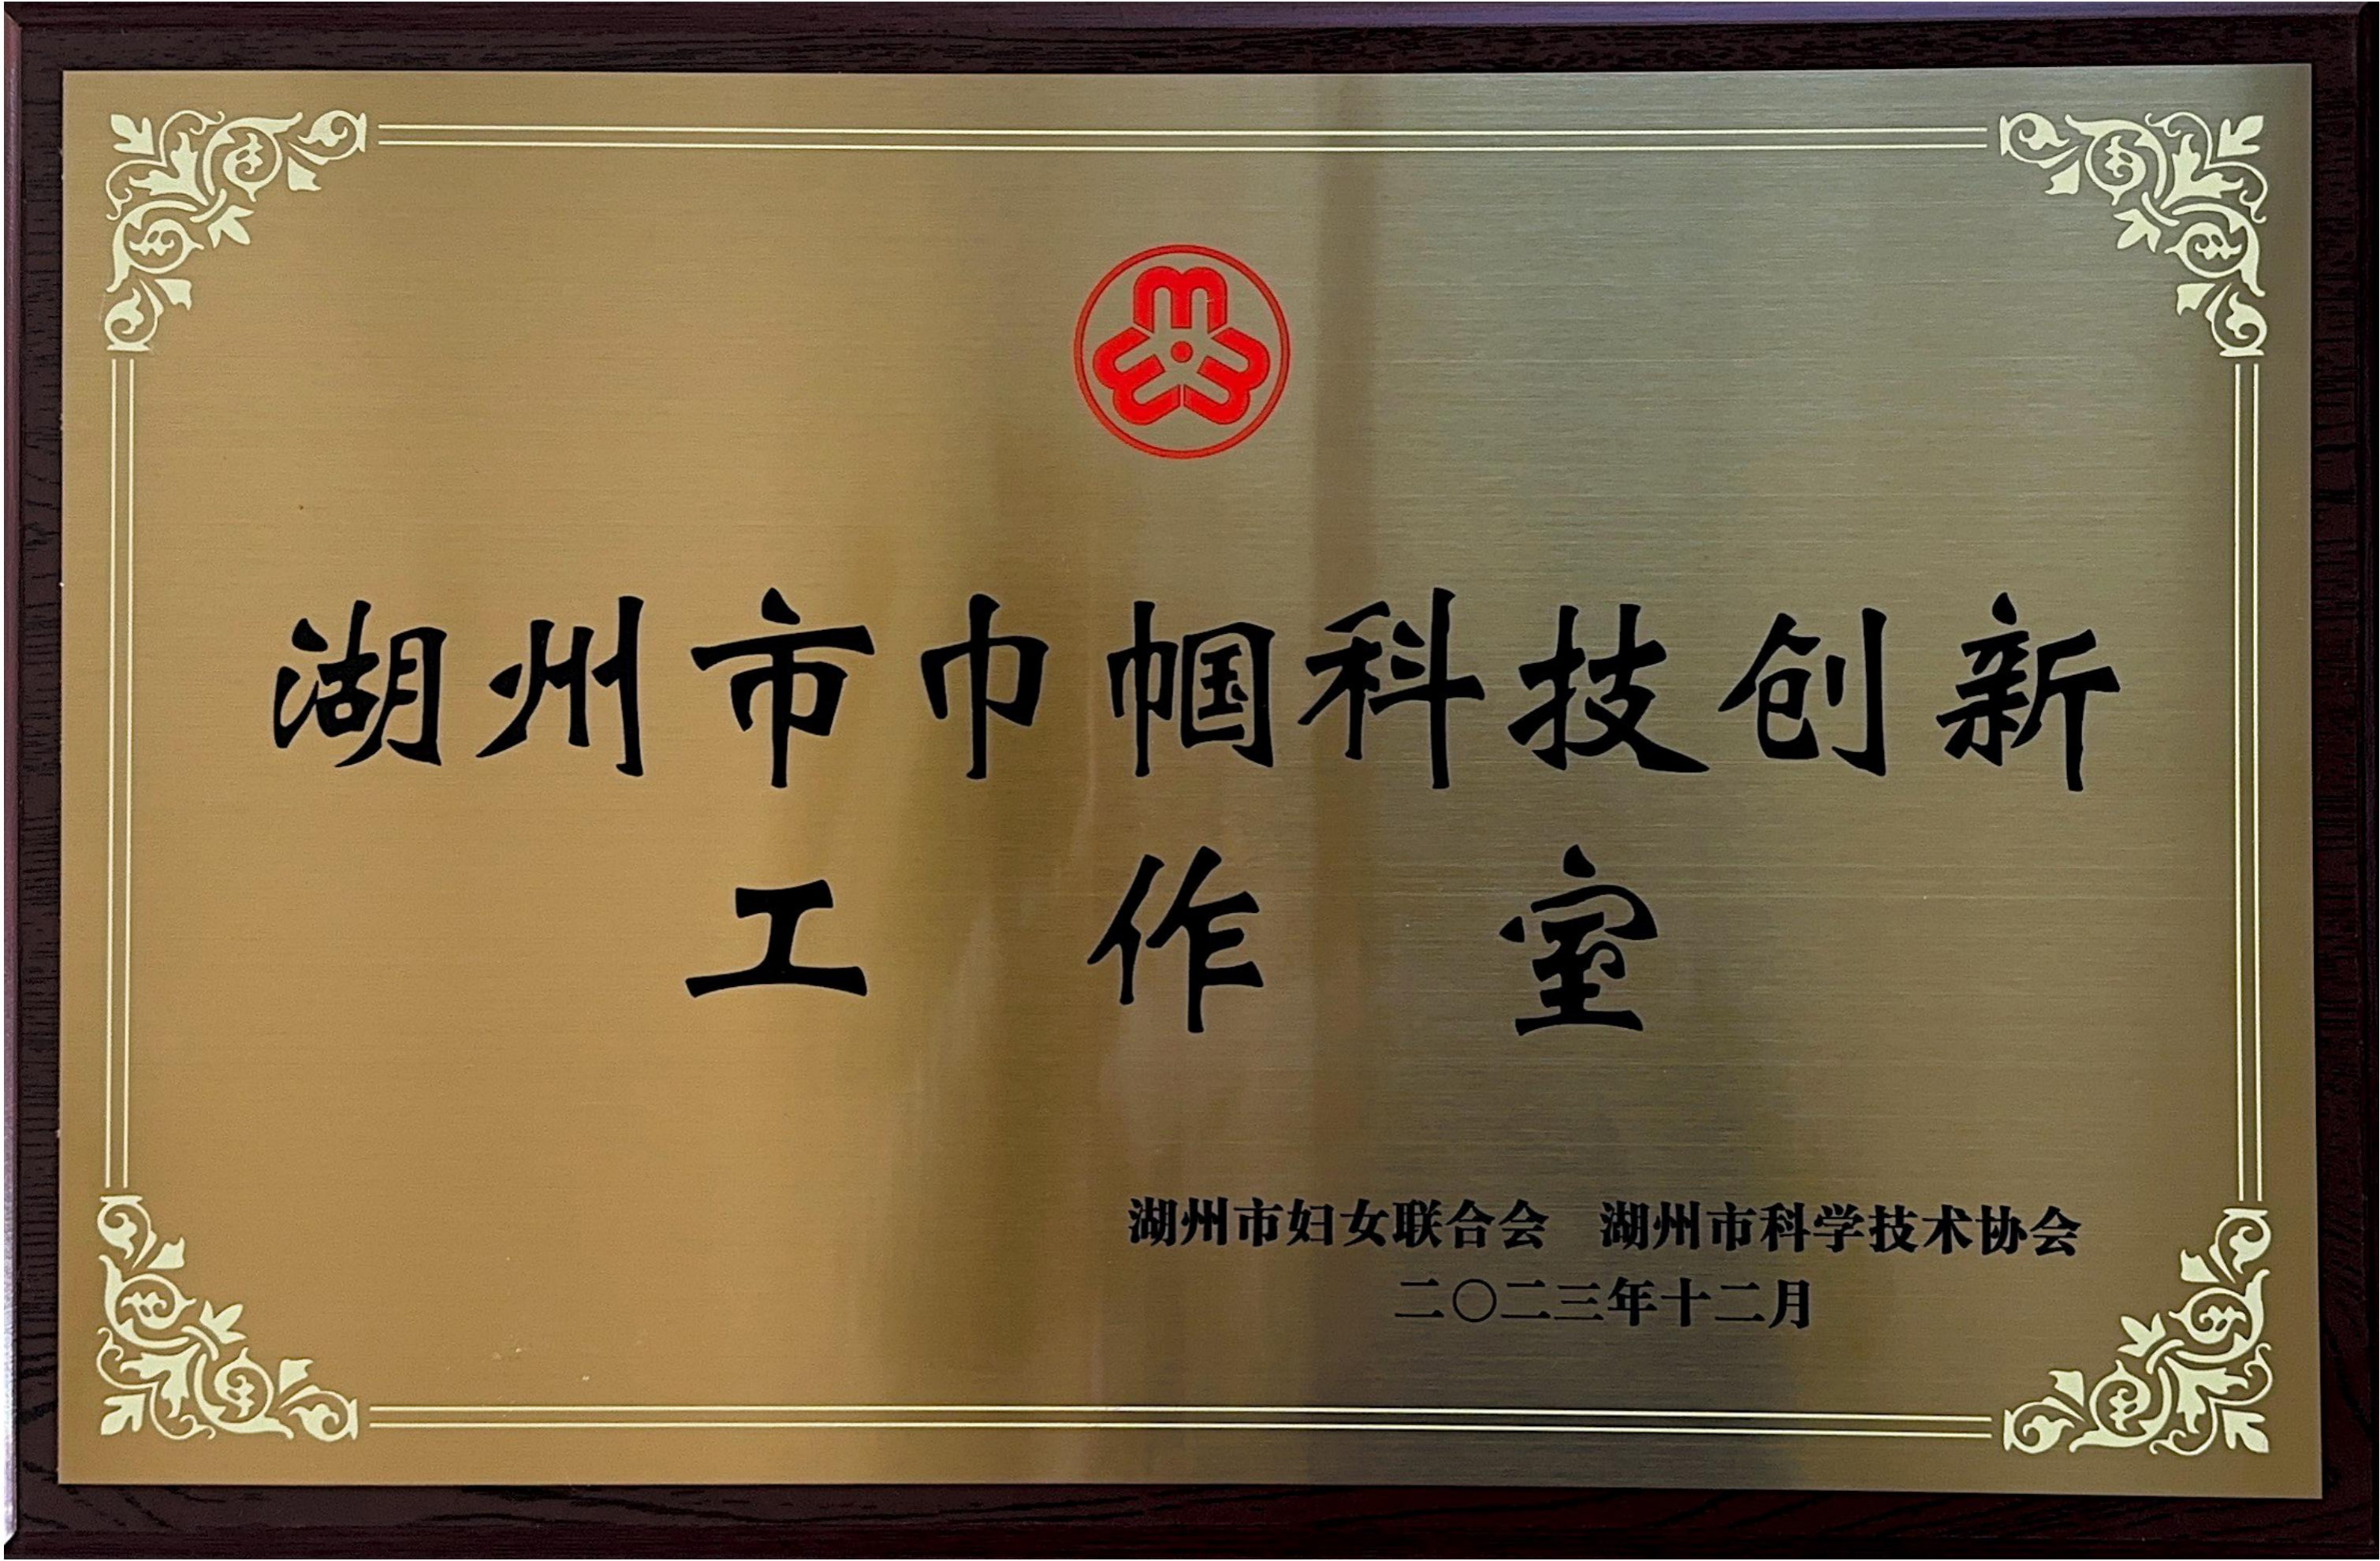 湖州市巾帼科技创新
工作室
湖州市妇女联合会 湖州市科学技术协会
二〇二三年十二月